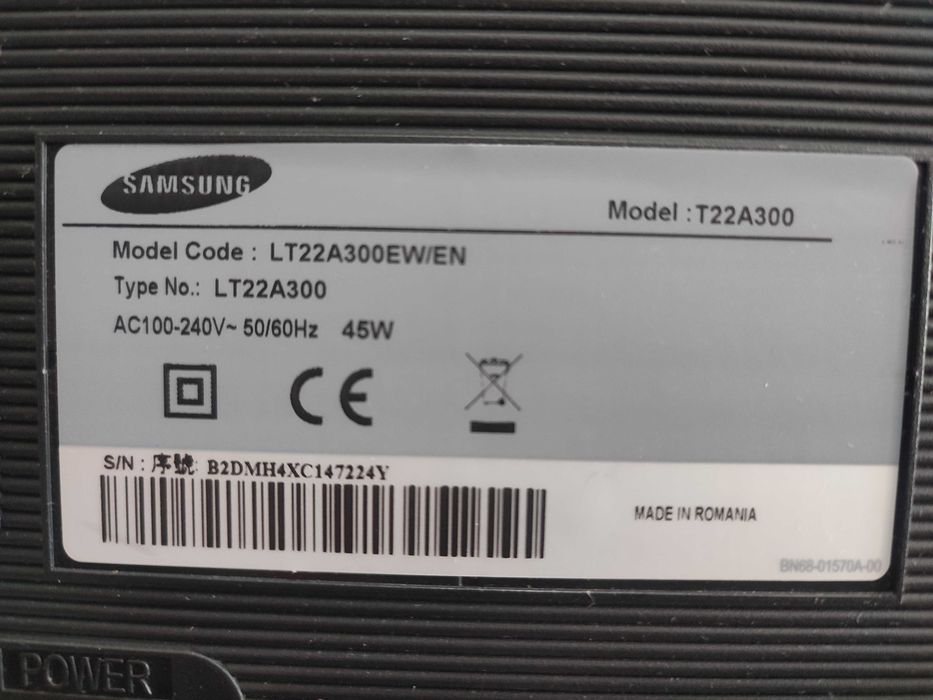 SAMSUNG
Model : T22A300
Model Code : LT22A300EW/EN
Type No.: LT22A300
AC100-240V~ 50/60Hz 45W
CE
S/N : 序號: B2DMH4XC147224Y
MADE IN ROMANIA
BN68-01570A-00
POWER